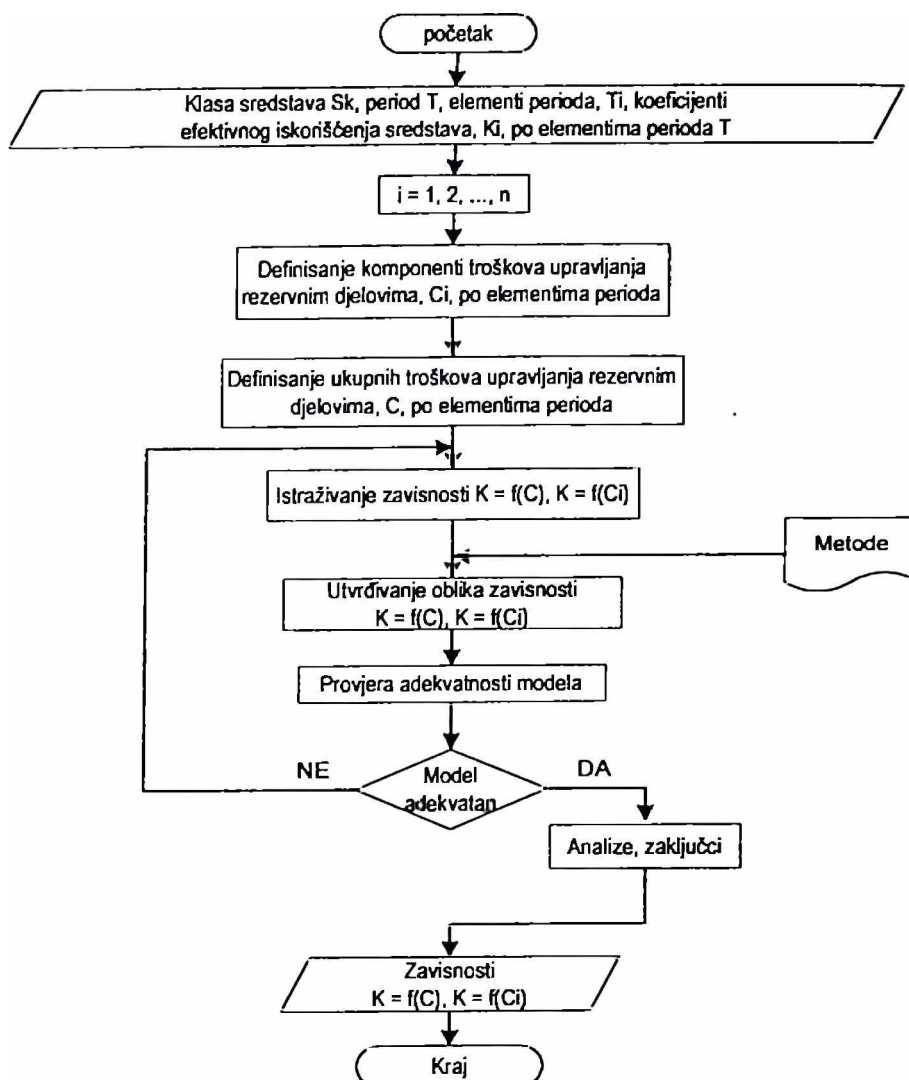 početak
Klasa sredstava Sk, period T, elementi perioda, Ti, koeficijenti
efektivnog iskorišćenja sredstava, Ki, po elementima perioda T
i = 1, 2, ..., n
Definisanje komponenti troškova upravljanja
rezervnim djelovima, Ci, po elementima perioda
Definisanje ukupnih troškova upravljanja rezervnim
djelovima, C, po elementima perioda
Istraživanje zavisnosti K = f(C), K = f(Ci)
Metode
Utvrđivanje oblika zavisnosti
K = f(C), K = f(Ci)
Provjera adekvatnosti modela
NE
Model
adekvatan
DA
Analize, zaključci
Zavisnosti
K = f(C), K = f(Ci)
Kraj